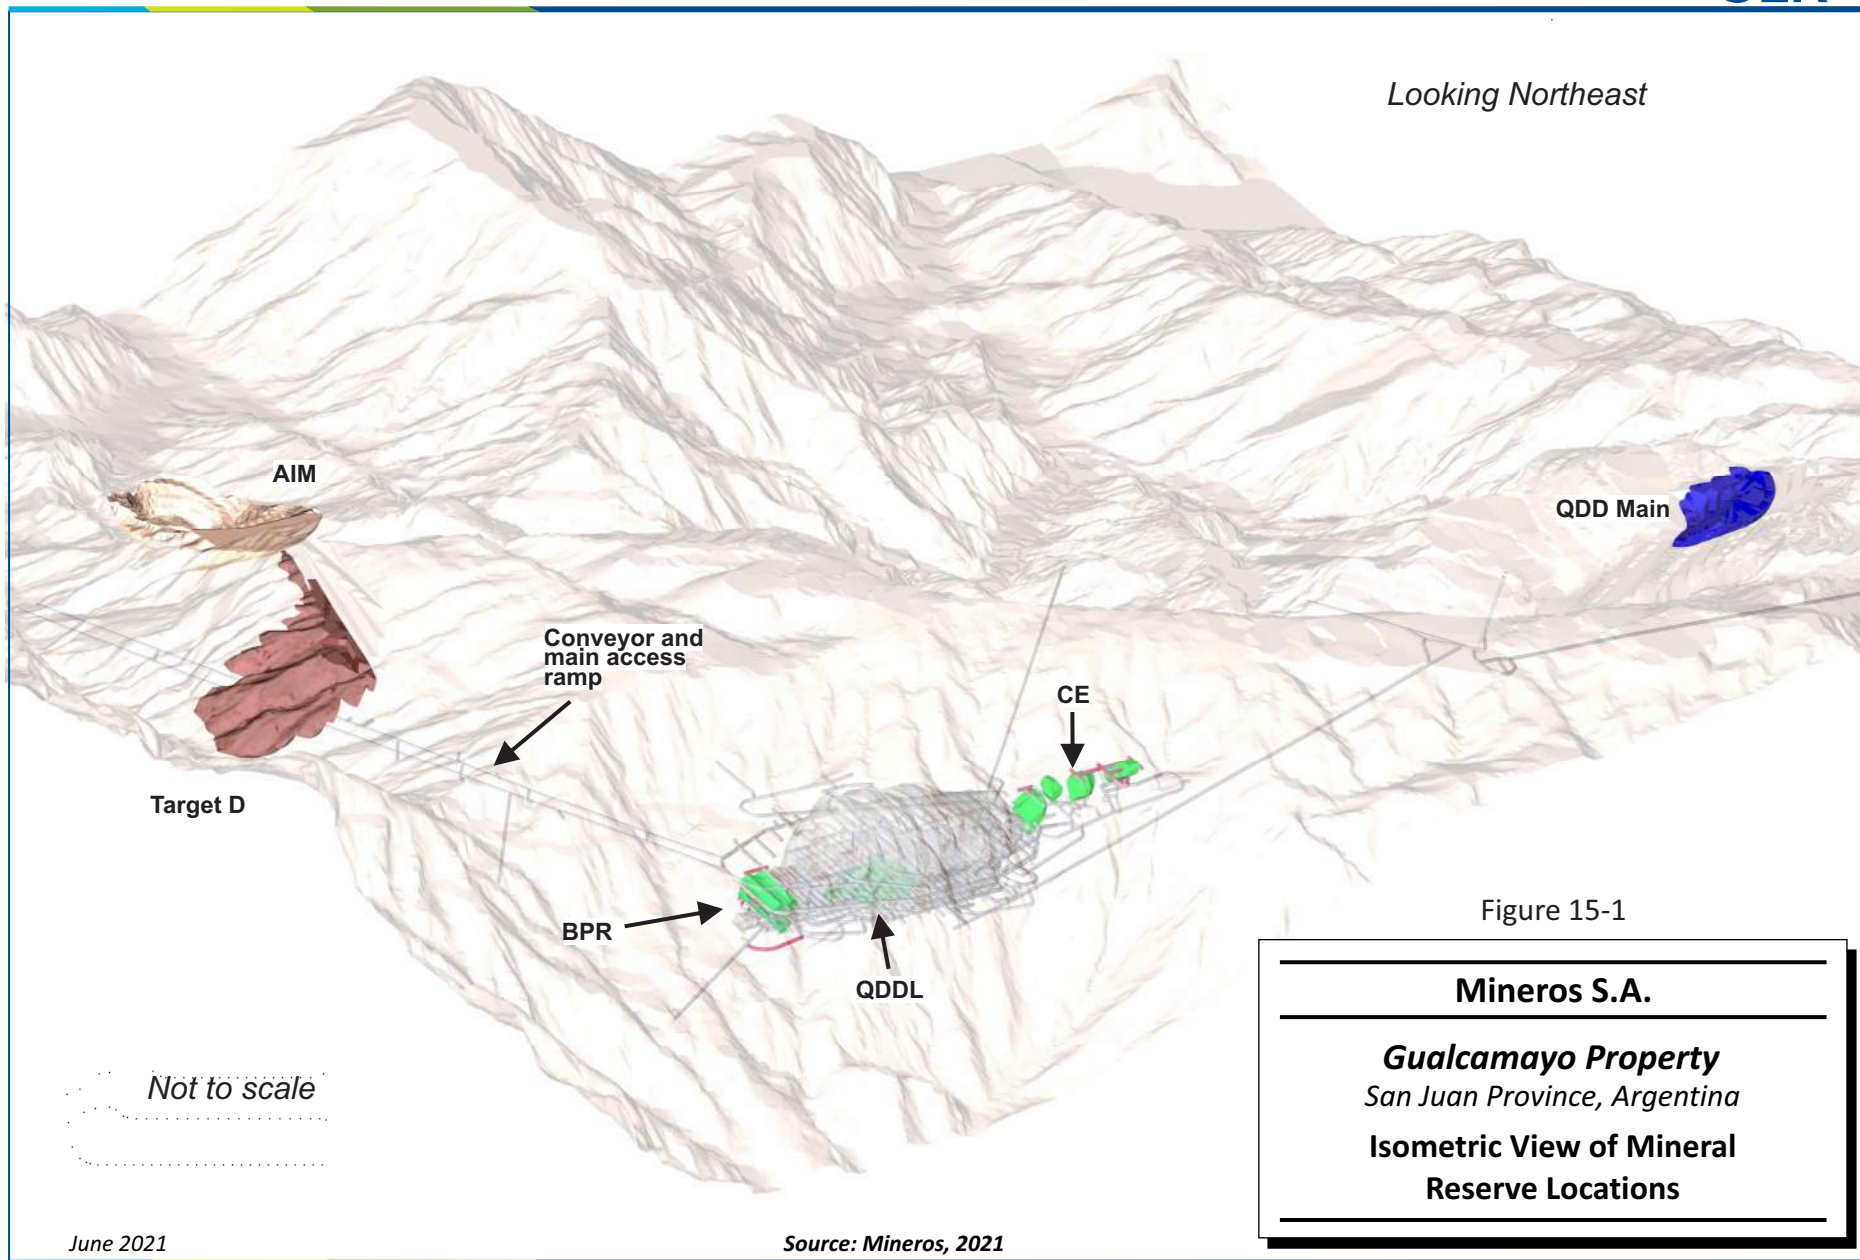 Looking Northeast
AIM
QDD Main
Conveyor and
main access
ramp
CE
Target D
BPR
QDDL
Figure 15-1
Mineros S.A.
Gualcamayo Property
San Juan Province, Argentina
Isometric View of Mineral
Reserve Locations
Not to scale
June 2021
Source: Mineros, 2021